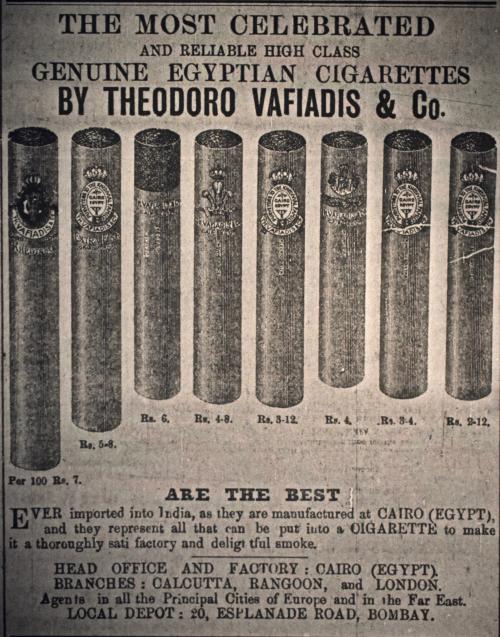 THE MOST CELEBRATED
AND RELIABLE HIGH CLASS
GENUINE EGYPTIAN CIGARETTES
BY THEODORO VAFIADIS & Co.
VAFIADIS
CAIRO
EGYPT
Rs. 6.
Rs. 4-8.
Rs. 3-12.
Rs. 4.
Rs. 3-4.
Rs. 2-12.
Rs. 5-8.
Per 100 Rs. 7.
ARE THE BEST
EVER imported into India, as they are manufactured at CAIRO (EGYPT),
and they represent all that can be put into a CIGARETTE to make
it a thoroughly sati factory and delig tful smoke.
HEAD OFFICE AND FACTORY : CAIRO (EGYPT).
BRANCHES : CALCUTTA, RANGOON, and LONDON.
Agents in all the Principal Cities of Europe and in the Far East.
LOCAL DEPOT : 20, ESPLANADE ROAD, BOMBAY.